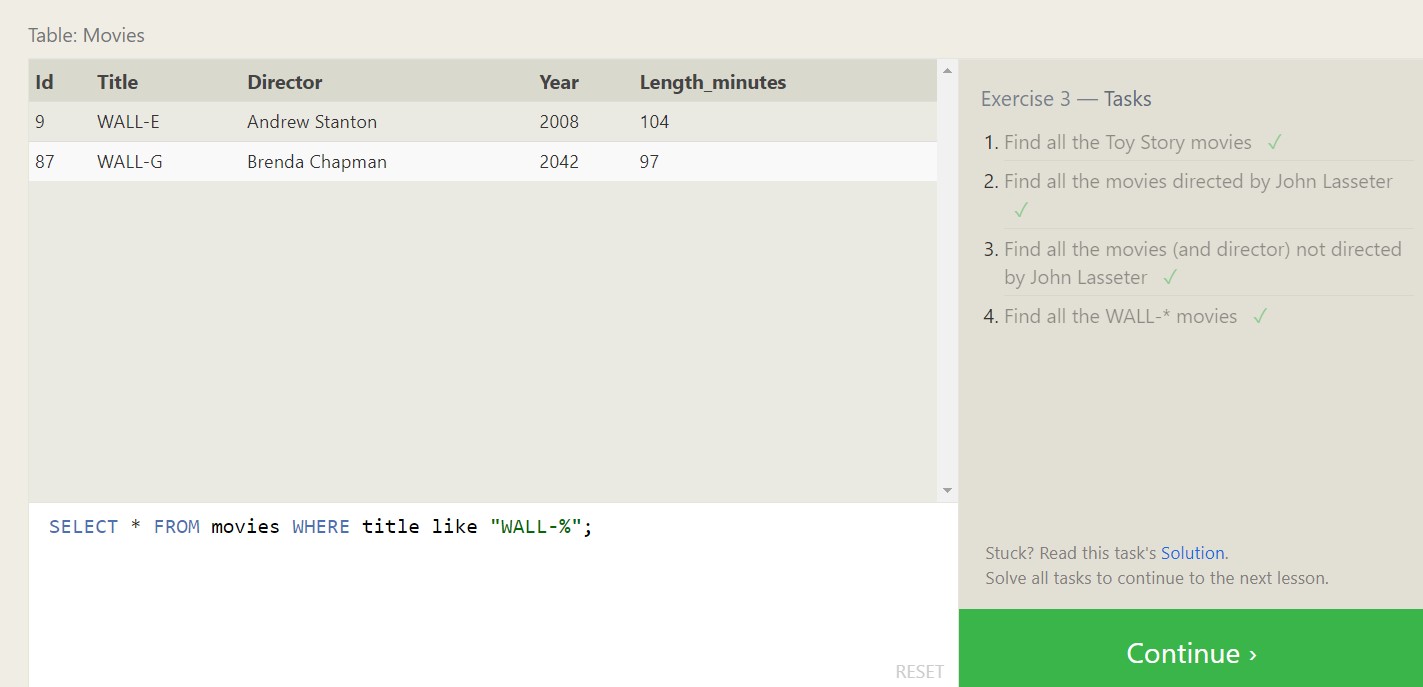 Table: Movies
Id Title Director Year Length_minutes
9 WALL-E Andrew Stanton 2008 104
87 WALL-G Brenda Chapman 2042 97
SELECT * FROM movies WHERE title like "WALL-%";
RESET
Exercise 3 — Tasks
1. Find all the Toy Story movies ✓
2. Find all the movies directed by John Lasseter
✓
3. Find all the movies (and director) not directed
by John Lasseter ✓
4. Find all the WALL-* movies ✓
Stuck? Read this task's Solution.
Solve all tasks to continue to the next lesson.
Continue ›